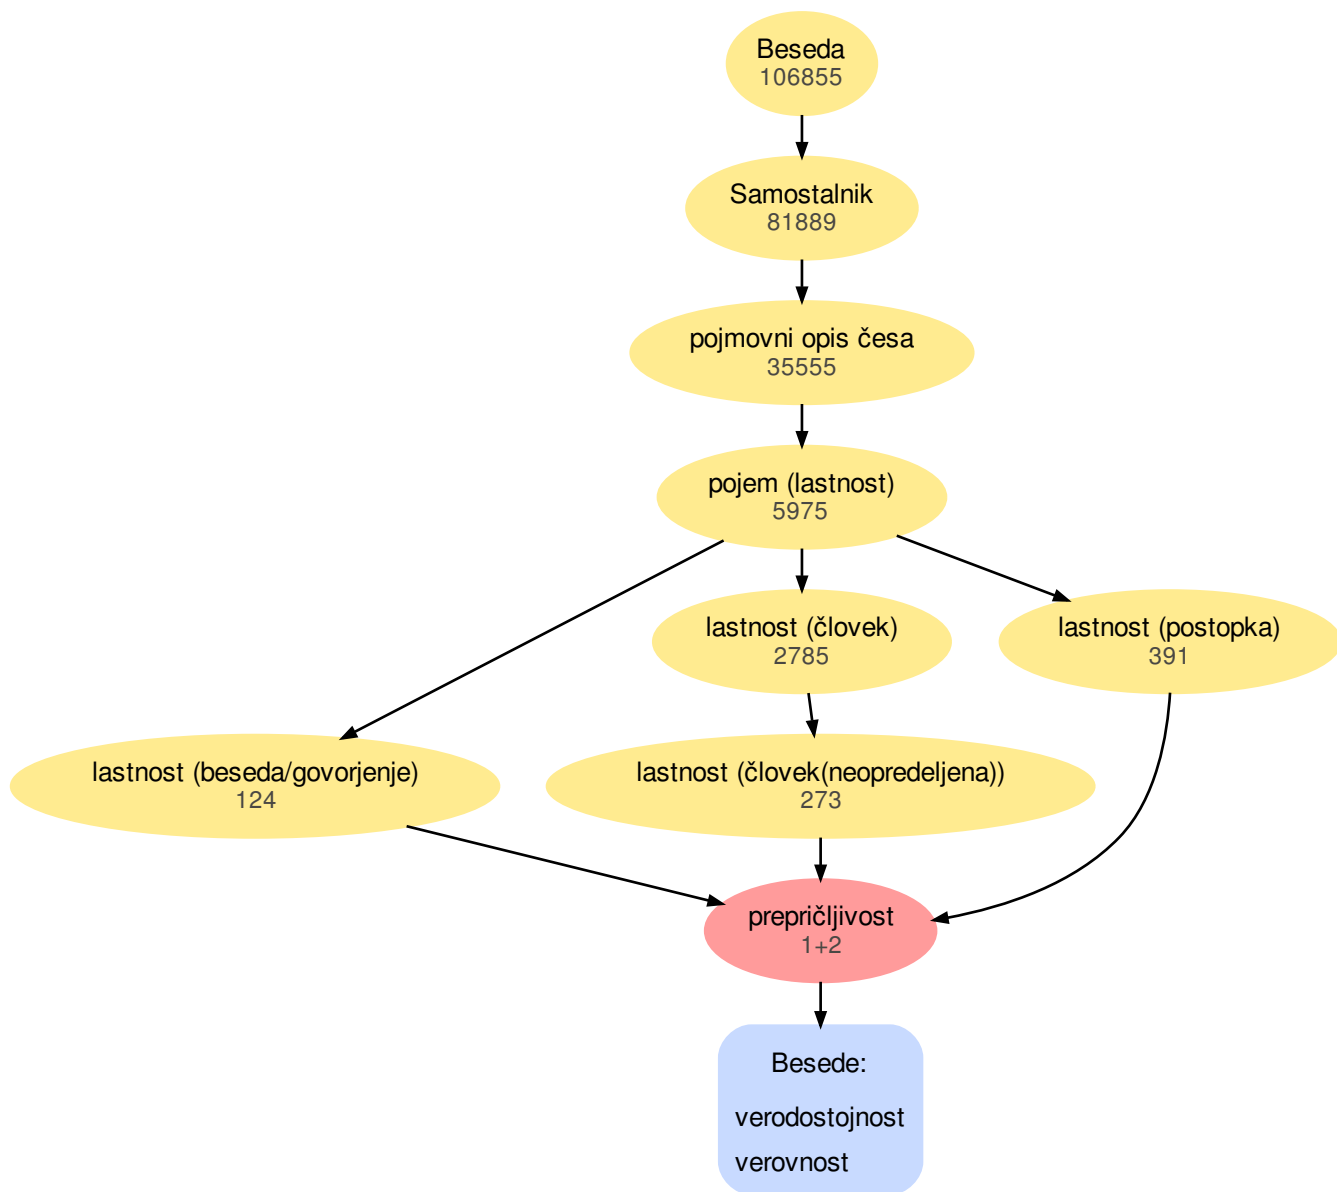 Beseda
106855
Samostalnik
81889
pojmovni opis česa
35555
pojem (lastnost)
5975
lastnost (človek)
2785
lastnost (postopka)
391
lastnost (beseda/govorjenje)
124
lastnost (človek(neopredeljena))
273
prepričljivost
1+2
Besede:
verodostojnost
verovnost